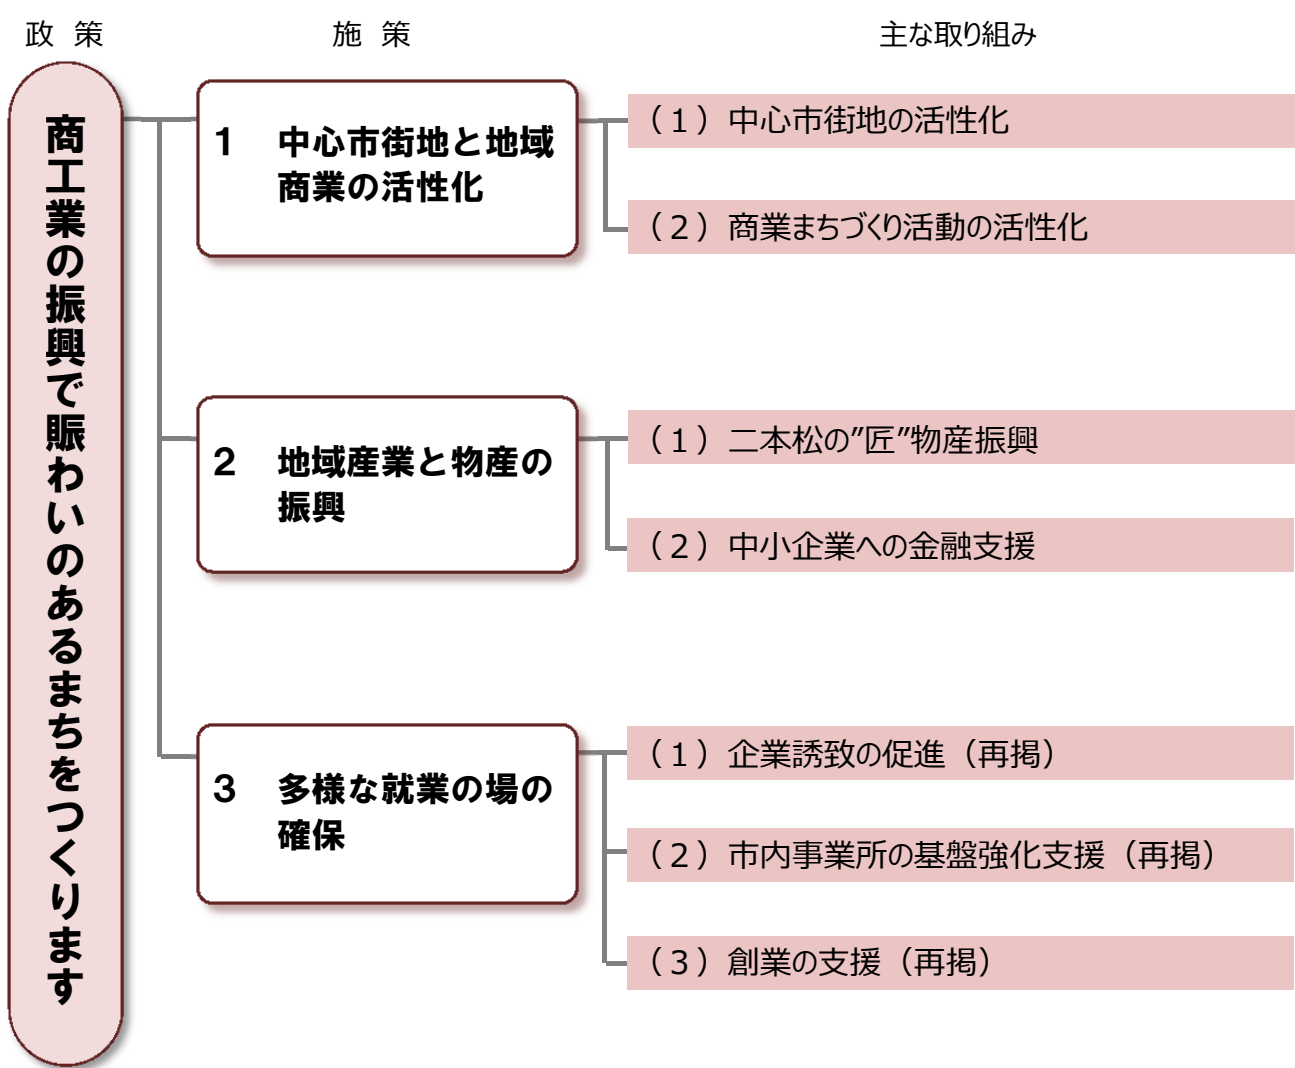 政 策
施 策
主な取り組み
商工業の振興で賑わいのあるまちをつくります
1 中心市街地と地域
商業の活性化
(1)中心市街地の活性化
(2)商業まちづくり活動の活性化
2 地域産業と物産の
振興
(1)二本松の”匠”物産振興
(2)中小企業への金融支援
3 多様な就業の場の
確保
(1)企業誘致の促進(再掲)
(2)市内事業所の基盤強化支援(再掲)
(3)創業の支援(再掲)